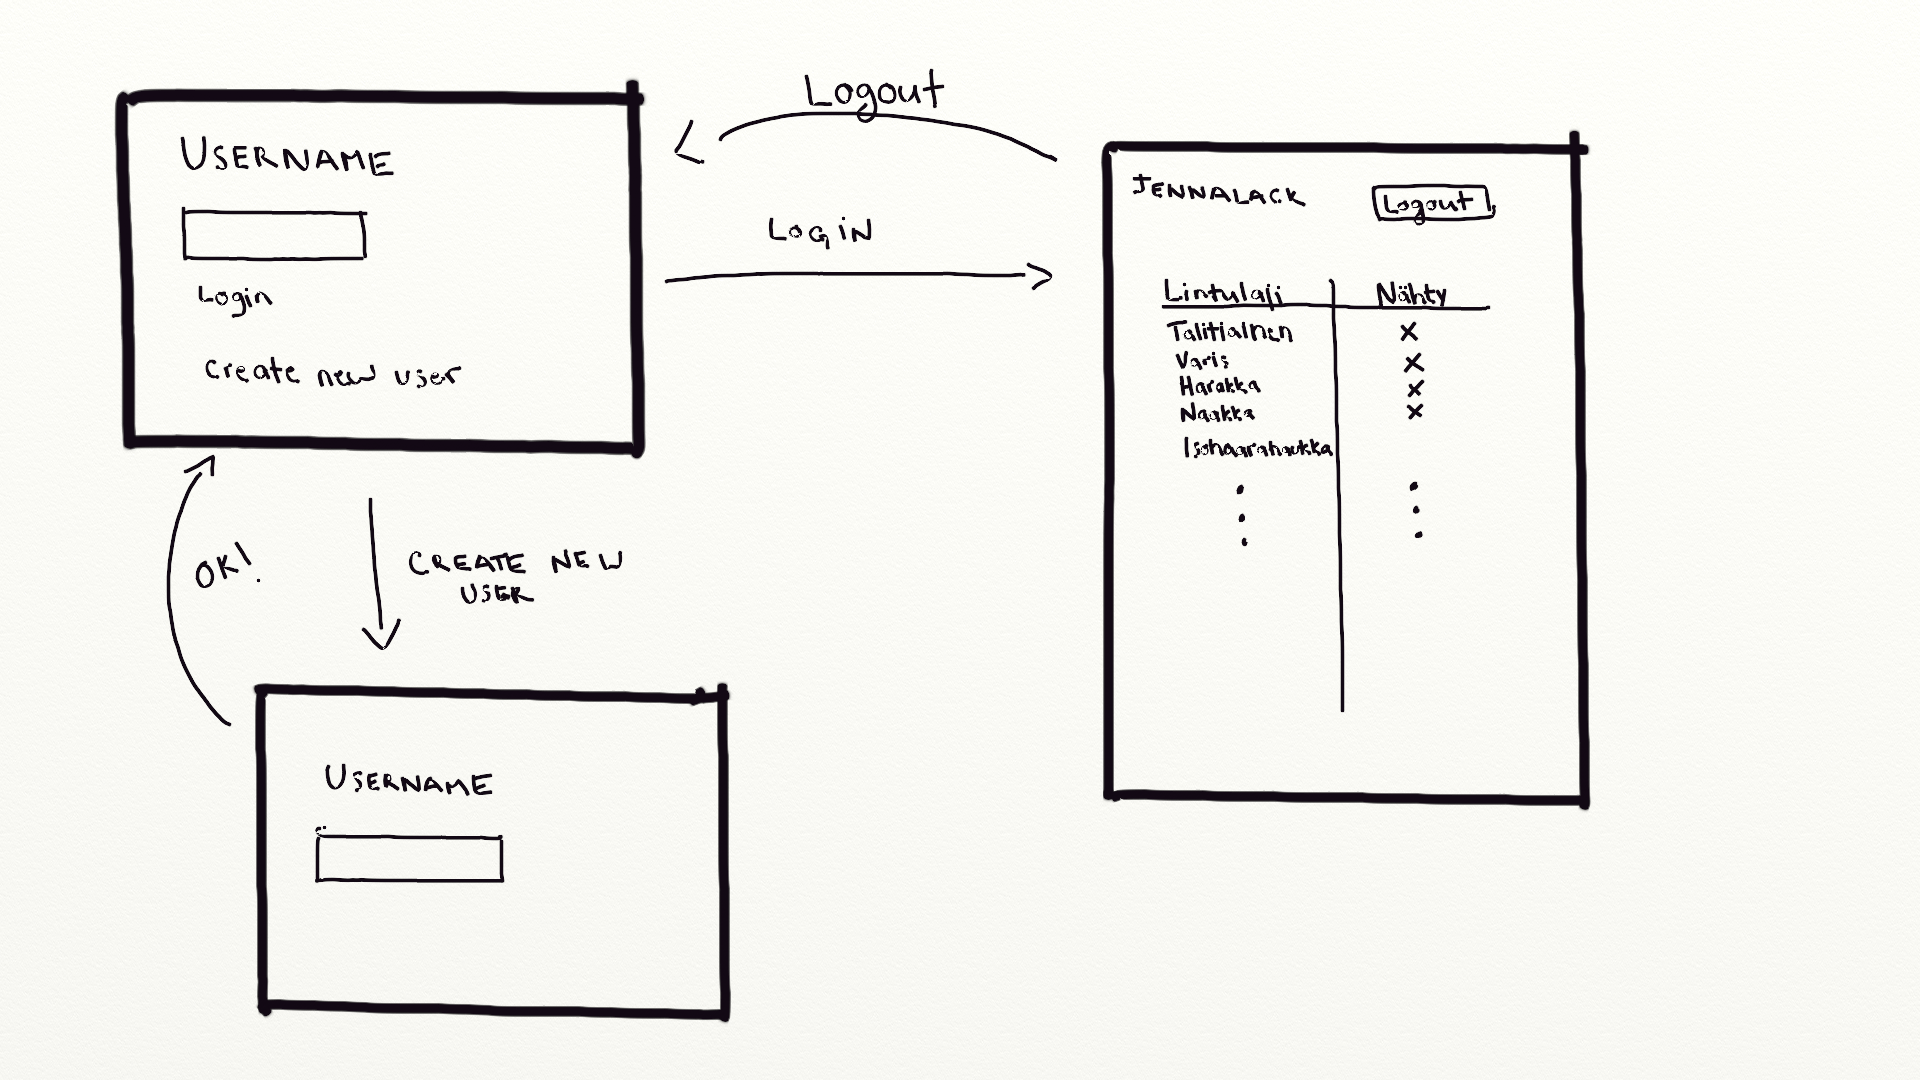 USERNAME
Login
Create new user
Logout
LOGIN
JENNALACK
Logout
Lintulaji
Nähty
Talitiainen
X
Varis
X
Harakka
X
Naakka
X
Isohaarahaukka
OK!
CREATE NEW
USER
USERNAME